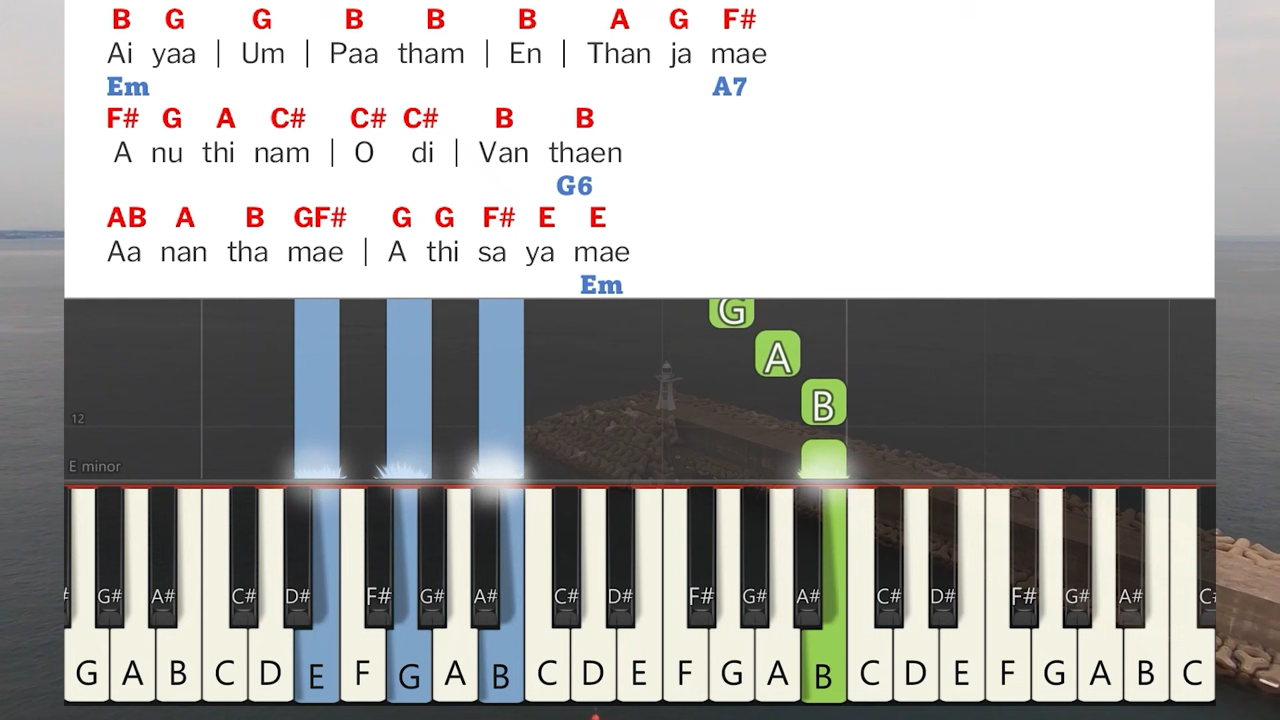 B G G B B B A G F#
Ai yaa | Um | Paa tham | En | Than ja mae
Em A7
F# G A C# C# C# B B
A nu thi nam | O di | Van thaen
G6
AB A B GF# G G F# E E
Aa nan tha mae | A thi sa ya mae
Em
G
A
B
12
E minor
# G# A# C# D# F# G# A# C# D# F# G# A# C# D# F# G# A# C#
G A B C D E F G A B C D E F G A B C D E F G A B C